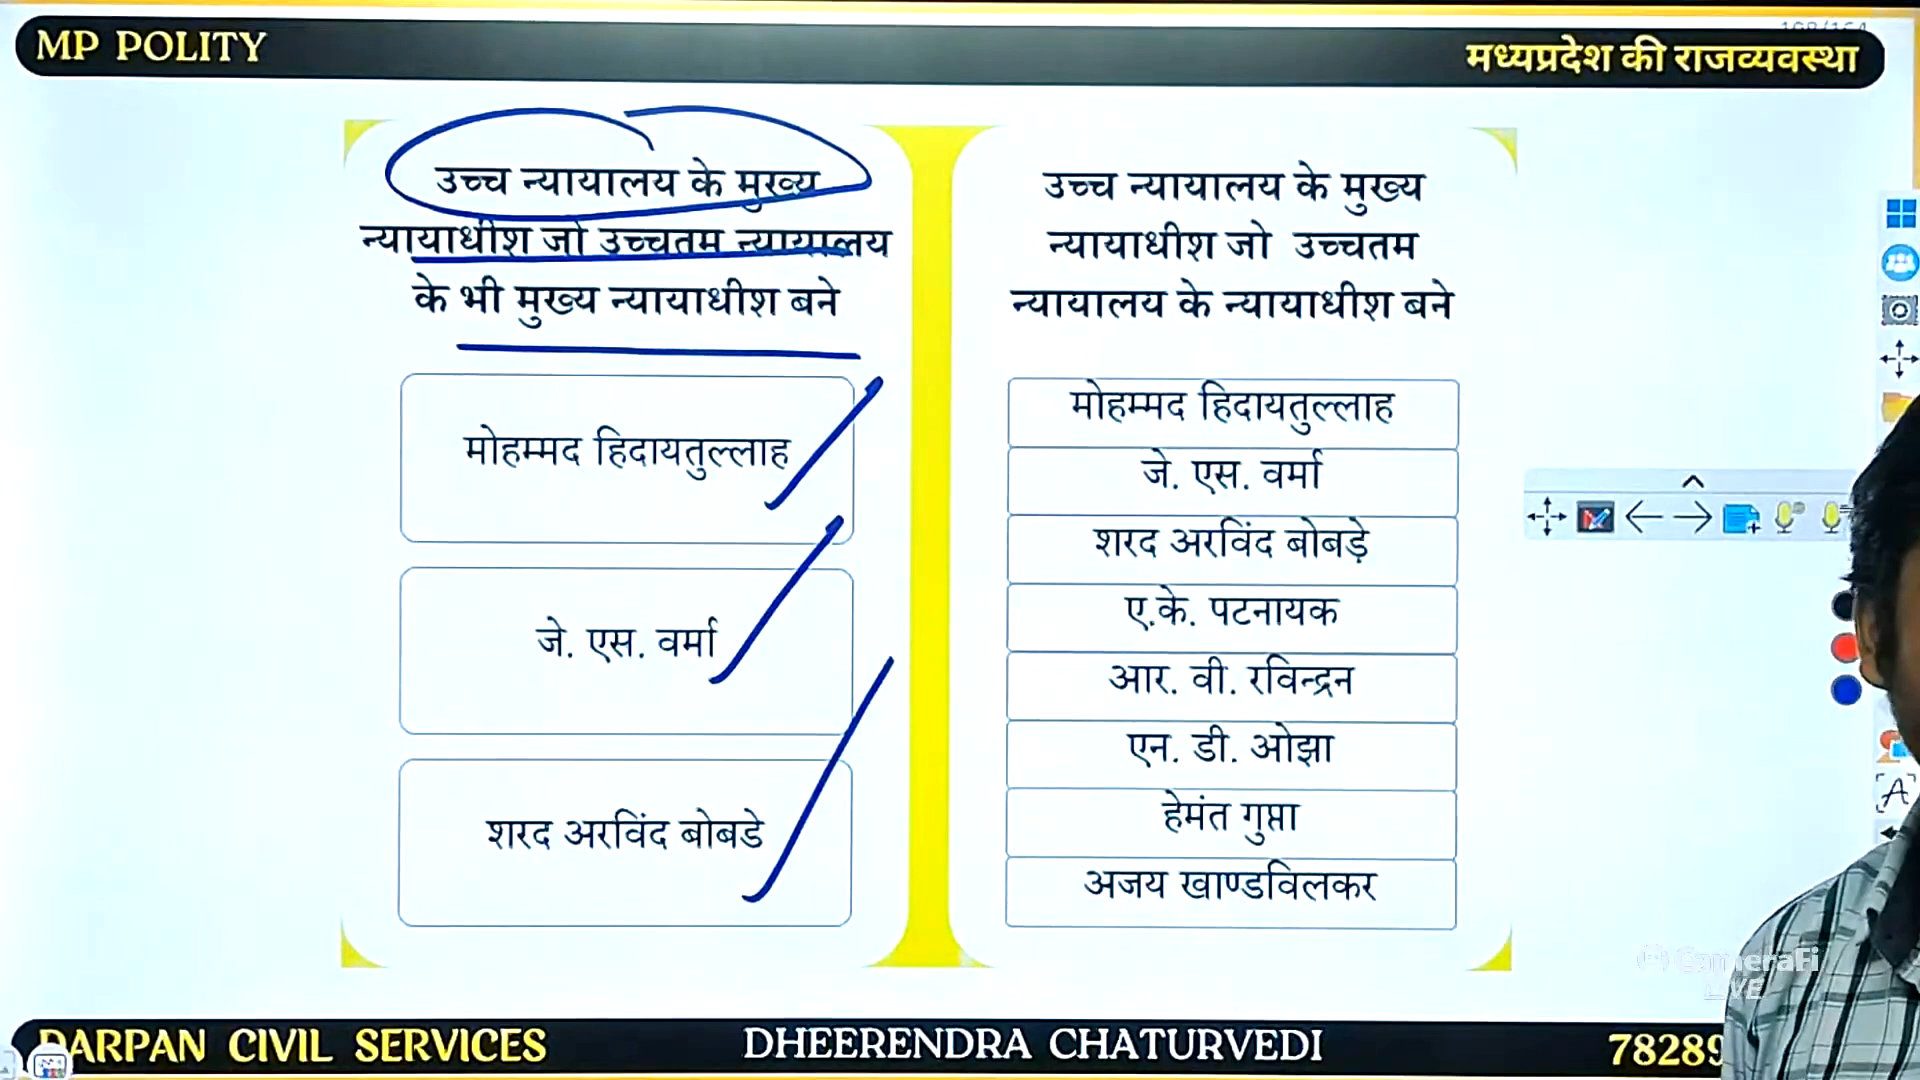 MP POLITY
मध्यप्रदेश की राजव्यवस्था
उच्च न्यायालय के मुख्य
न्यायाधीश जो उच्चतम न्यायालय
के भी मुख्य न्यायाधीश बने
मोहम्मद हिदायतुल्लाह
जे. एस. वर्मा
शरद अरविंद बोबडे
उच्च न्यायालय के मुख्य
न्यायाधीश जो उच्चतम
न्यायालय के न्यायाधीश बने
मोहम्मद हिदायतुल्लाह
जे. एस. वर्मा
शरद अरविंद बोबड़े
ए.के. पटनायक
आर. वी. रविन्द्रन
एन. डी. ओझा
हेमंत गुप्ता
अजय खाण्डविलकर
CameraFi
LIVE
DARPAN CIVIL SERVICES
DHEERENDRA CHATURVEDI
78289